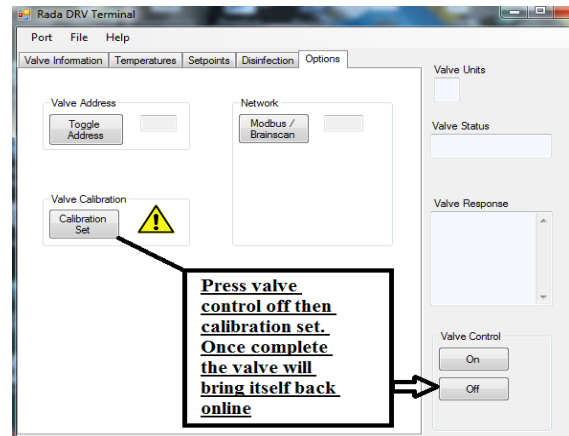 Rada DRV Terminal
Port File Help
Valve Information Temperatures Setpoints Disinfection Options
Valve Units
Valve Address
Toggle
Address
Network
Modbus /
Brainscan
Valve Status
Valve Calibration
Calibration
Set
Valve Response
Press valve
control off then
calibration set.
Once complete
the valve will
bring itself back
online
Valve Control
On
Off